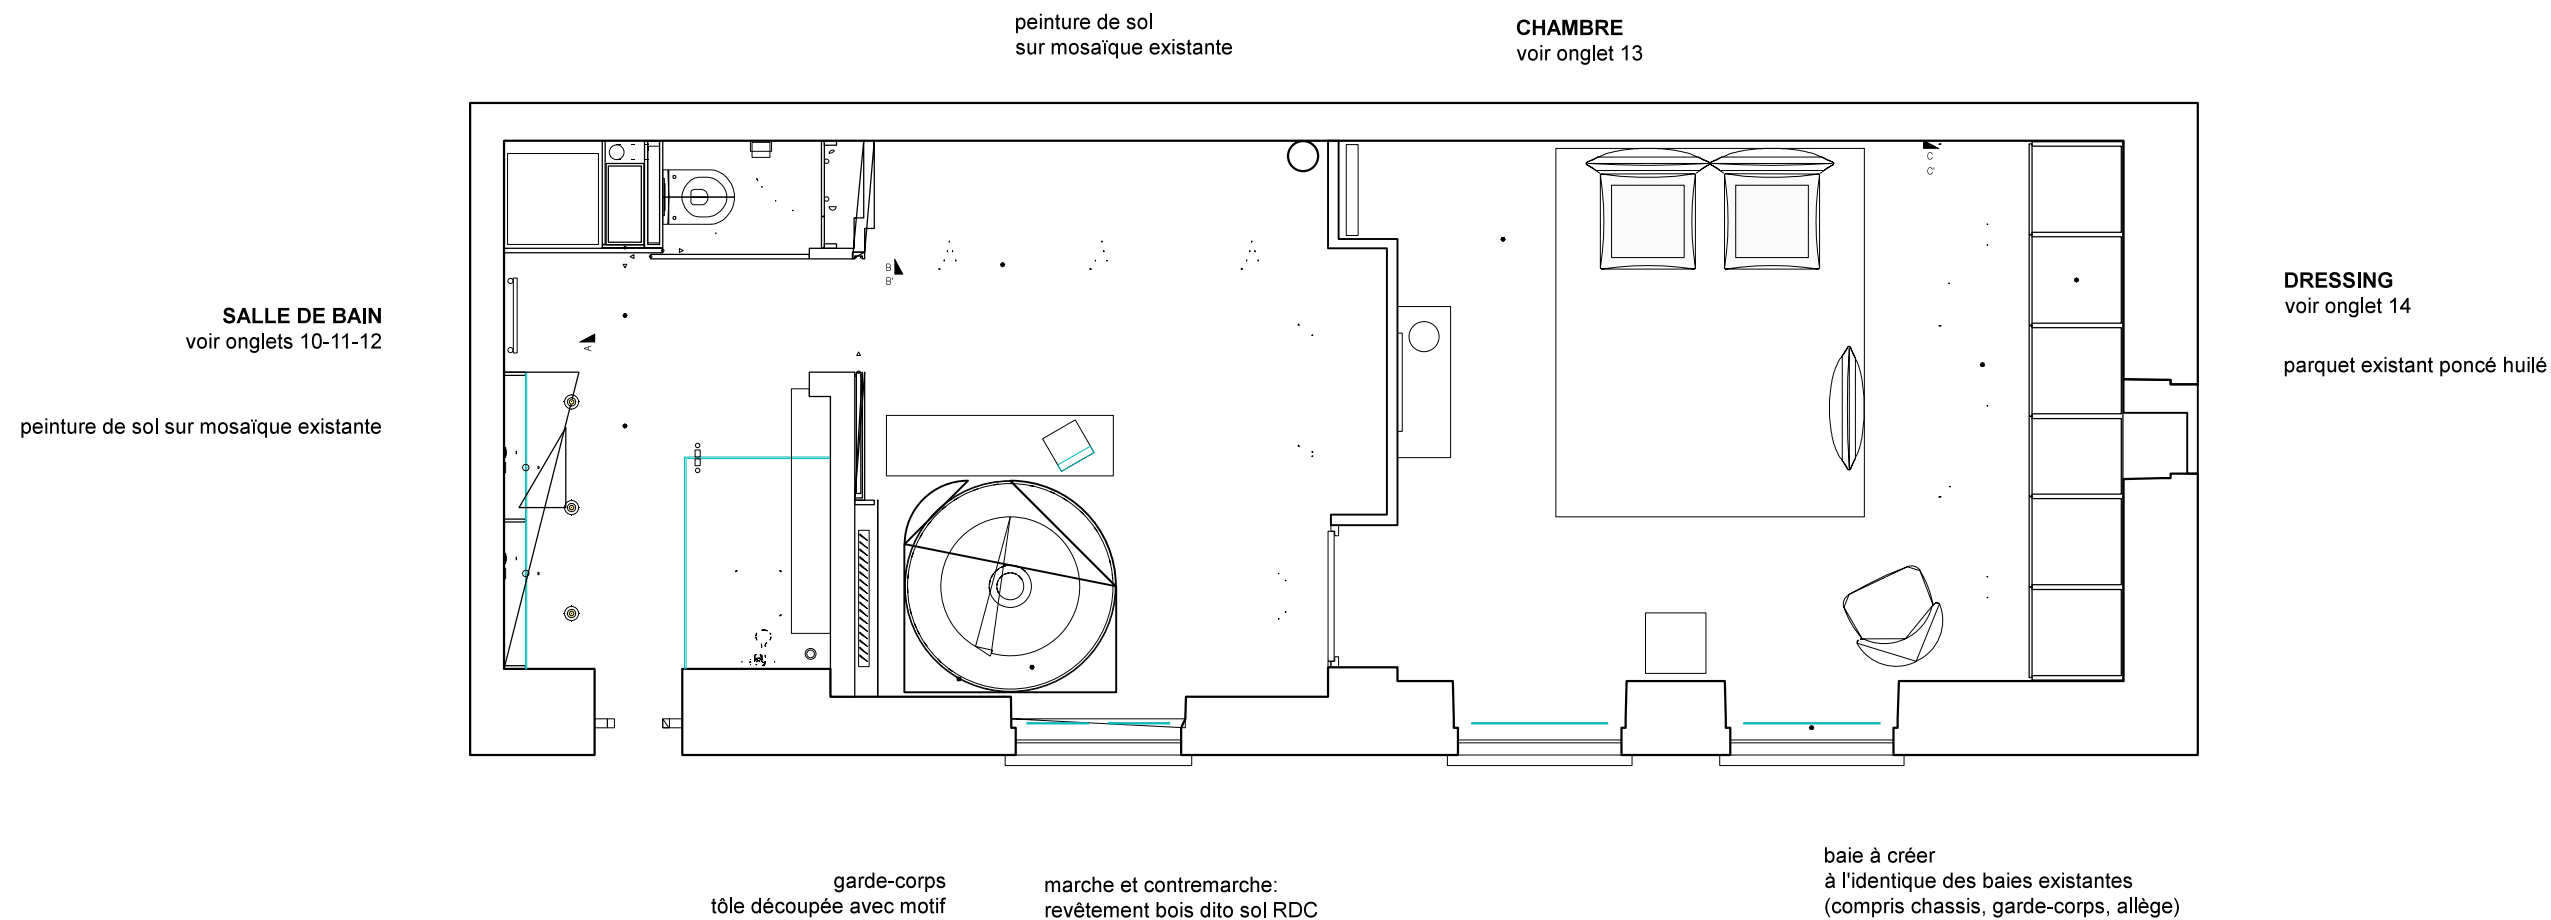 peinture de sol
sur mosaïque existante
CHAMBRE
voir onglet 13
C
C'
B
B'
A
SALLE DE BAIN
voir onglets 10-11-12
peinture de sol sur mosaïque existante
DRESSING
voir onglet 14
parquet existant poncé huilé
garde-corps
tôle découpée avec motif
marche et contremarche:
revêtement bois dito sol RDC
baie à créer
à l'identique des baies existantes
(compris chassis, garde-corps, allège)